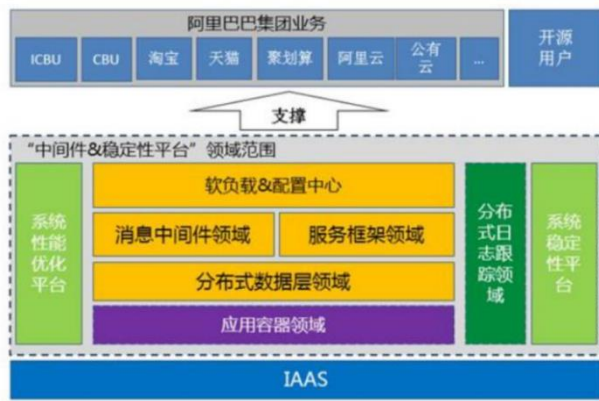 阿里巴巴集团业务
ICBU
CBU
淘宝
天猫
聚划算
阿里云
公有
云
...
开源
用户
支撑
“中间件&稳定性平台”领域范围
系统
性能
优化
平台
软负载&配置中心
消息中间件领域
服务框架领域
分布式数据层领域
应用容器领域
分布
式日
志跟
踪领
域
系统
稳定
性平
台
IAAS